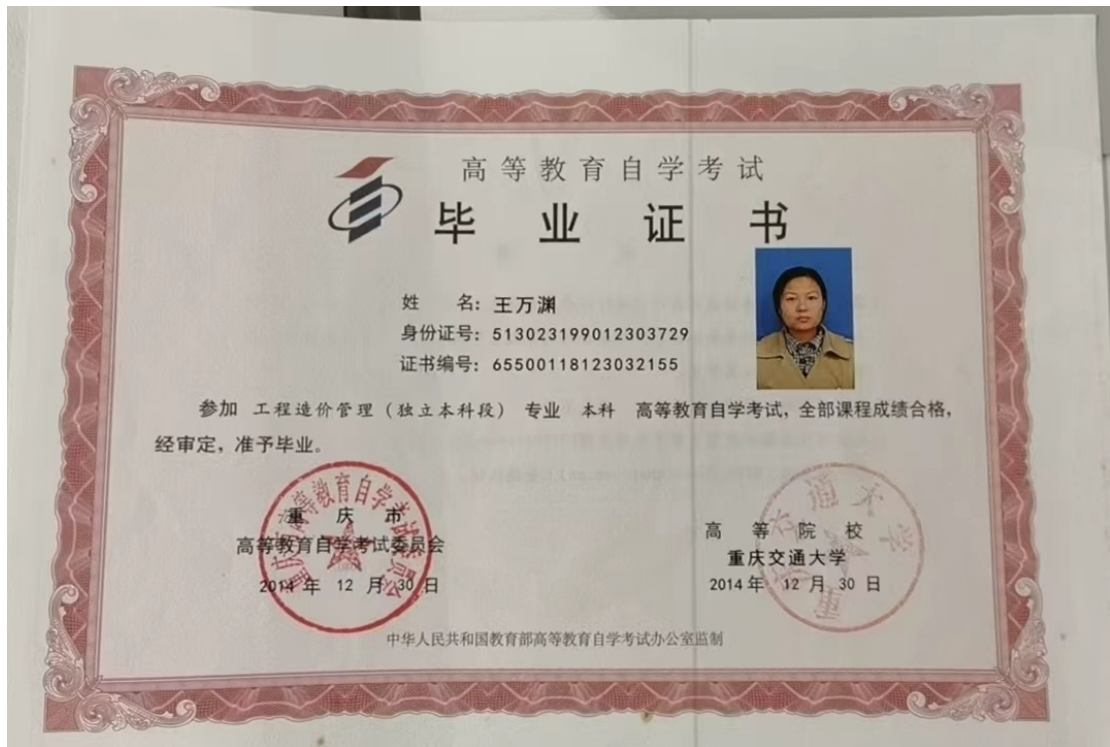 高等教育自学考试
毕业证书
姓 名: 王万渊
身份证号: 513023199012303729
证书编号: 65500118123032155
参加 工程造价管理（独立本科段） 专业 本科 高等教育自学考试, 全部课程成绩合格,
经审定, 准予毕业。
重庆市
高等教育自学考试委员会
2014 年 12 月 30 日
高等院校
重庆交通大学
2014 年 12 月 30 日
中华人民共和国教育部高等教育自学考试办公室监制